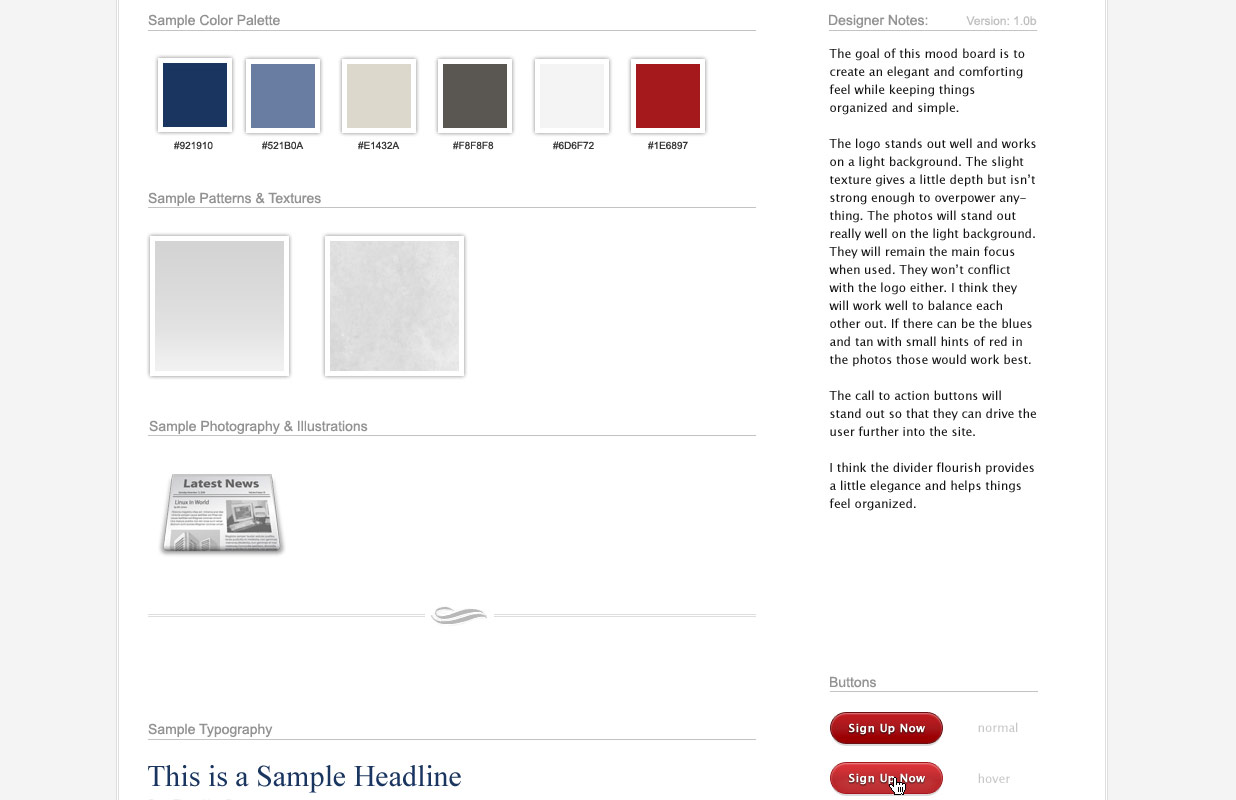 Sample Color Palette
#921910
#521B0A
#E1432A
#F8F8F8
#6D6F72
#1E6897
Sample Patterns & Textures
Sample Photography & Illustrations
Latest News
Linux in World
Sample Typography
This is a Sample Headline
Designer Notes:
Version: 1.0b
The goal of this mood board is to
create an elegant and comforting
feel while keeping things
organized and simple.
The logo stands out well and works
on a light background. The slight
texture gives a little depth but isn't
strong enough to overpower any-
thing. The photos will stand out
really well on the light background.
They will remain the main focus
when used. They won't conflict
with the logo either. I think they
will work well to balance each
other out. If there can be the blues
and tan with small hints of red in
the photos those would work best.
The call to action buttons will
stand out so that they can drive the
user further into the site.
I think the divider flourish provides
a little elegance and helps things
feel organized.
Buttons
Sign Up Now
normal
Sign Up Now
hover